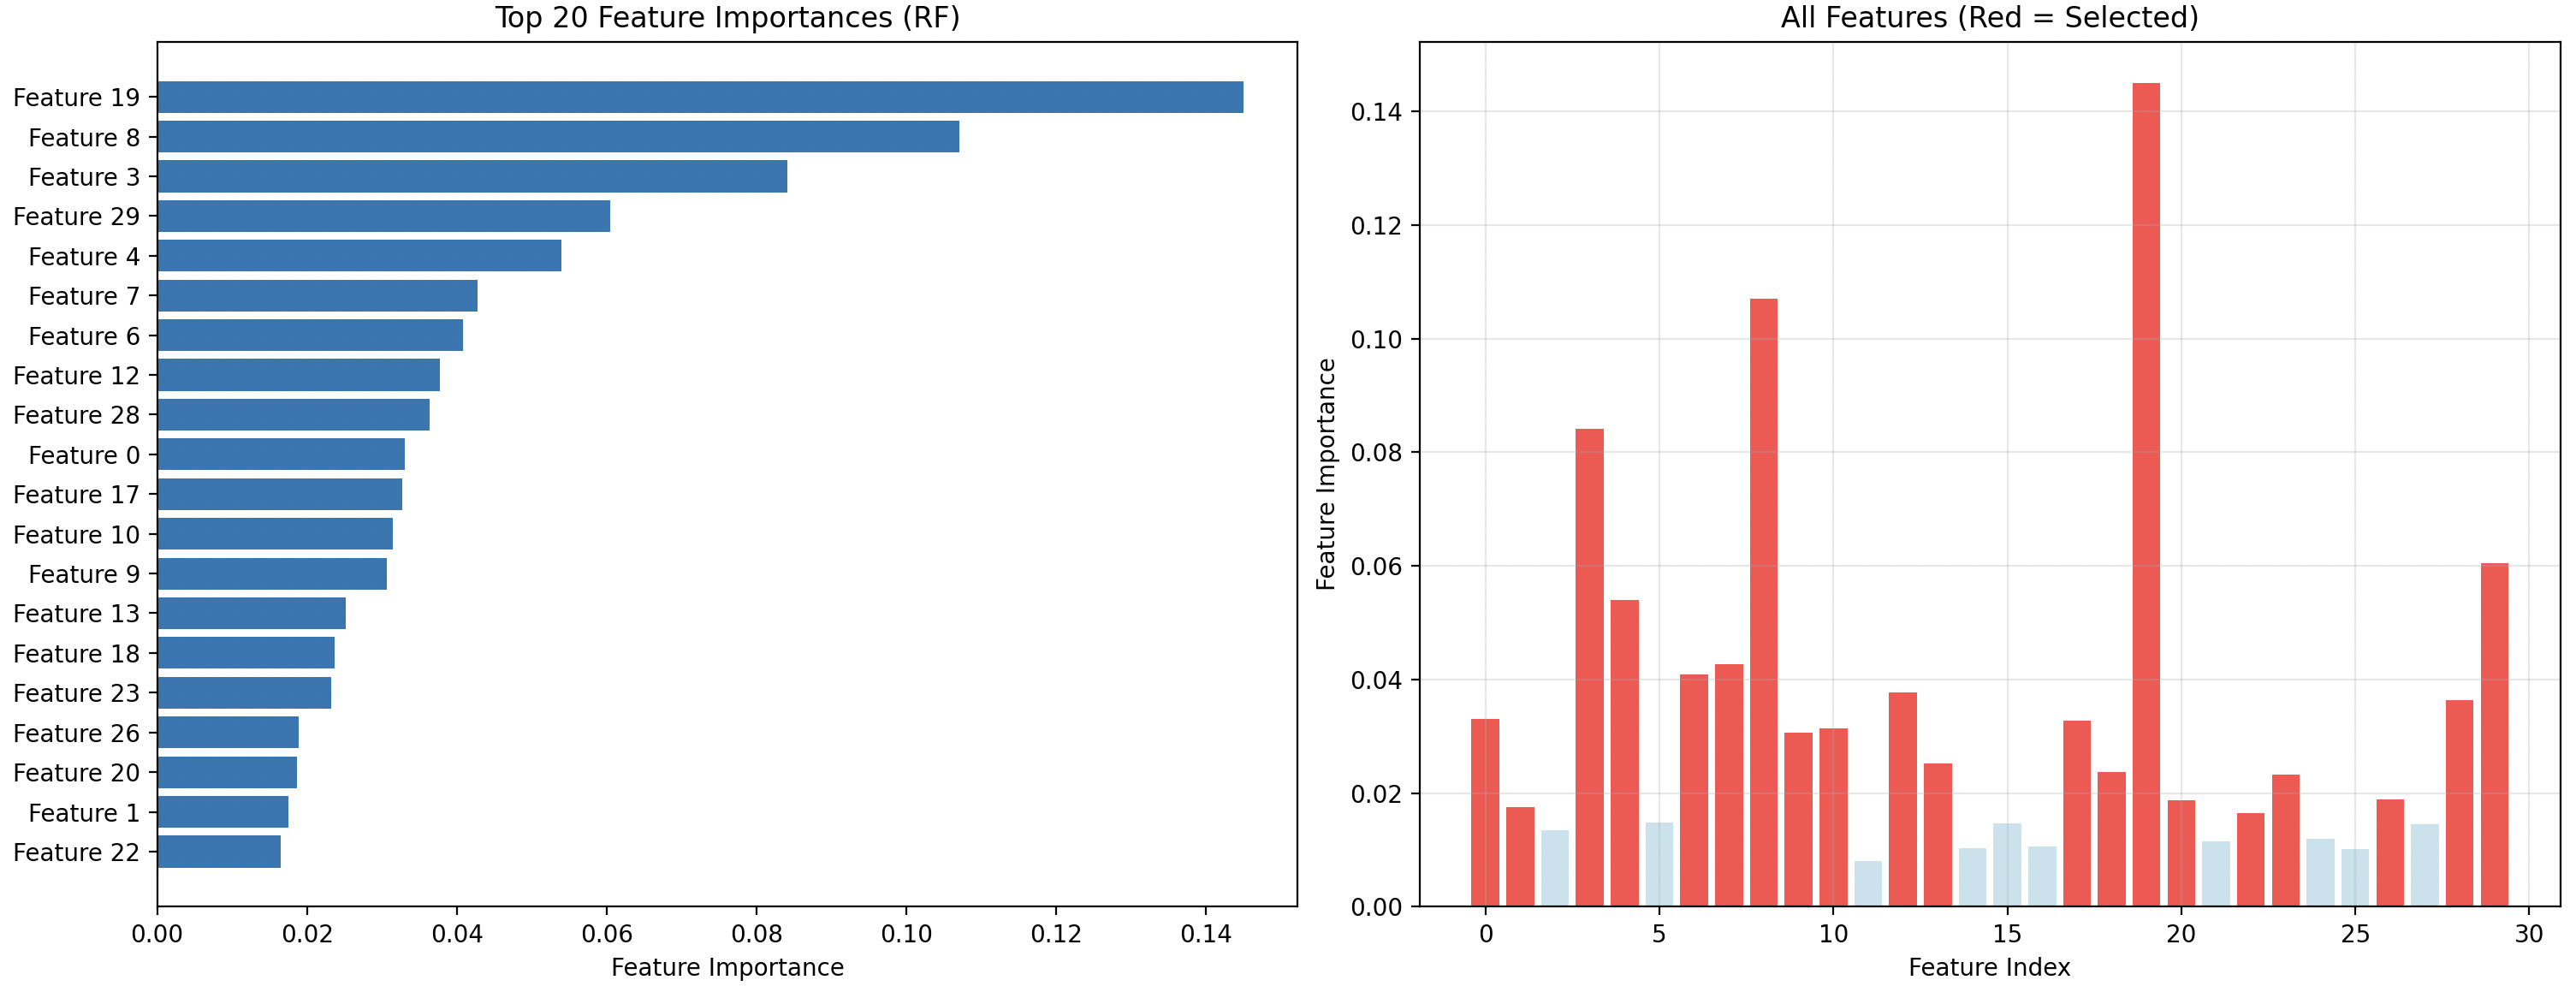 Top 20 Feature Importances (RF)
Feature 19
Feature 8
Feature 3
Feature 29
Feature 4
Feature 7
Feature 6
Feature 12
Feature 28
Feature 0
Feature 17
Feature 10
Feature 9
Feature 13
Feature 18
Feature 23
Feature 26
Feature 20
Feature 1
Feature 22
0.00 0.02 0.04 0.06 0.08 0.10 0.12 0.14
Feature Importance
All Features (Red = Selected)
Feature Importance
0.14
0.12
0.10
0.08
0.06
0.04
0.02
0.00
0 5 10 15 20 25 30
Feature Index